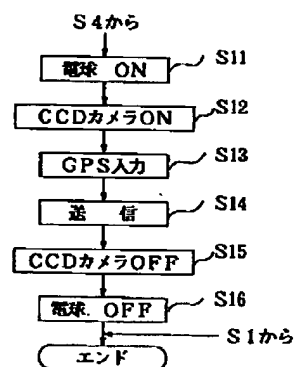 S4から
電球 ON
S11
CCDカメラON
S12
GPS入力
S13
送 信
S14
CCDカメラOFF
S15
電球. OFF
S16
S1から
エンド